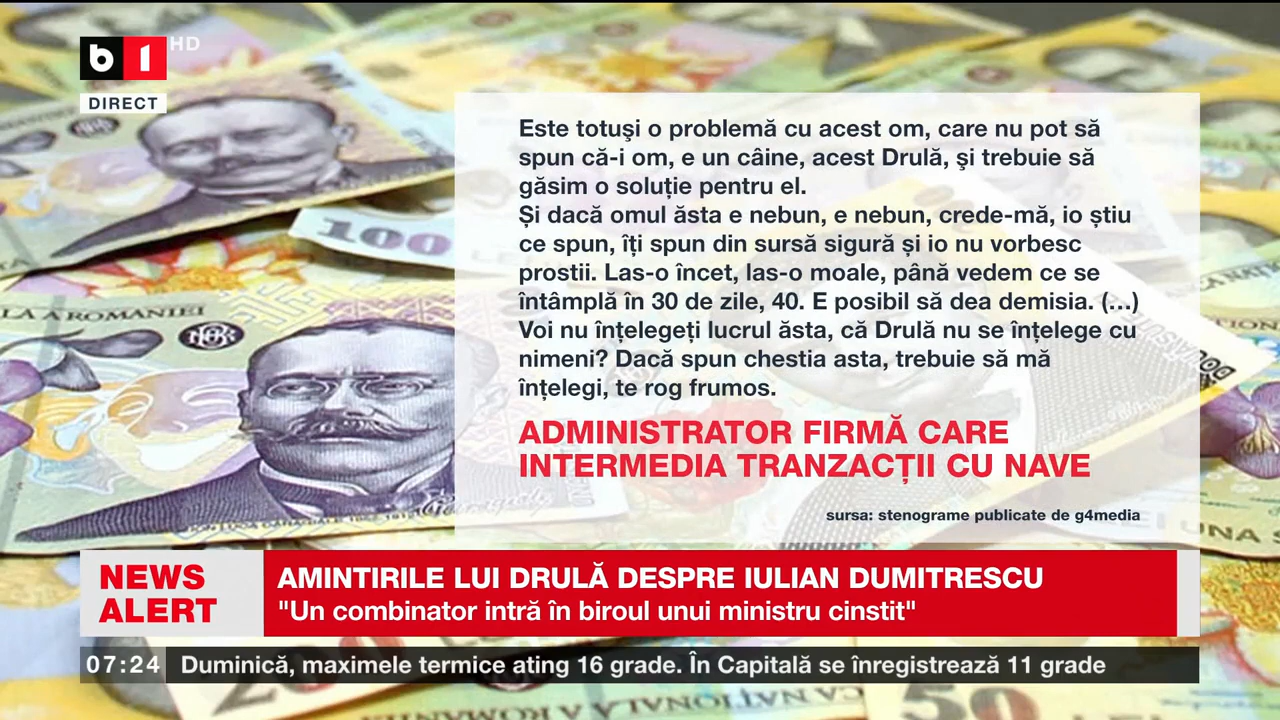 b1 HD
DIRECT
Este totuşi o problemă cu acest om, care nu pot să
spun că-i om, e un câine, acest Drulă, şi trebuie să
găsim o soluție pentru el.
Și dacă omul ăsta e nebun, e nebun, crede-mă, io știu
ce spun, îți spun din sursă sigură și io nu vorbesc
prostii. Las-o încet, las-o moale, până vedem ce se
întâmplă în 30 de zile, 40. E posibil să dea demisia. (...)
Voi nu înțelegeți lucrul ăsta, că Drulă nu se înțelege cu
nimeni? Dacă spun chestia asta, trebuie să mă
înțelegi, te rog frumos.
ADMINISTRATOR FIRMĂ CARE
INTERMEDIA TRANZACȚII CU NAVE
sursa: stenograme publicate de g4media
100
LA A ROMANIEI
NEWS
ALERT
AMINTIRILE LUI DRULĂ DESPRE IULIAN DUMITRESCU
"Un combinator intră în biroul unui ministru cinstit"
07:24 Duminică, maximele termice ating 16 grade. În Capitală se înregistrează 11 grade
50